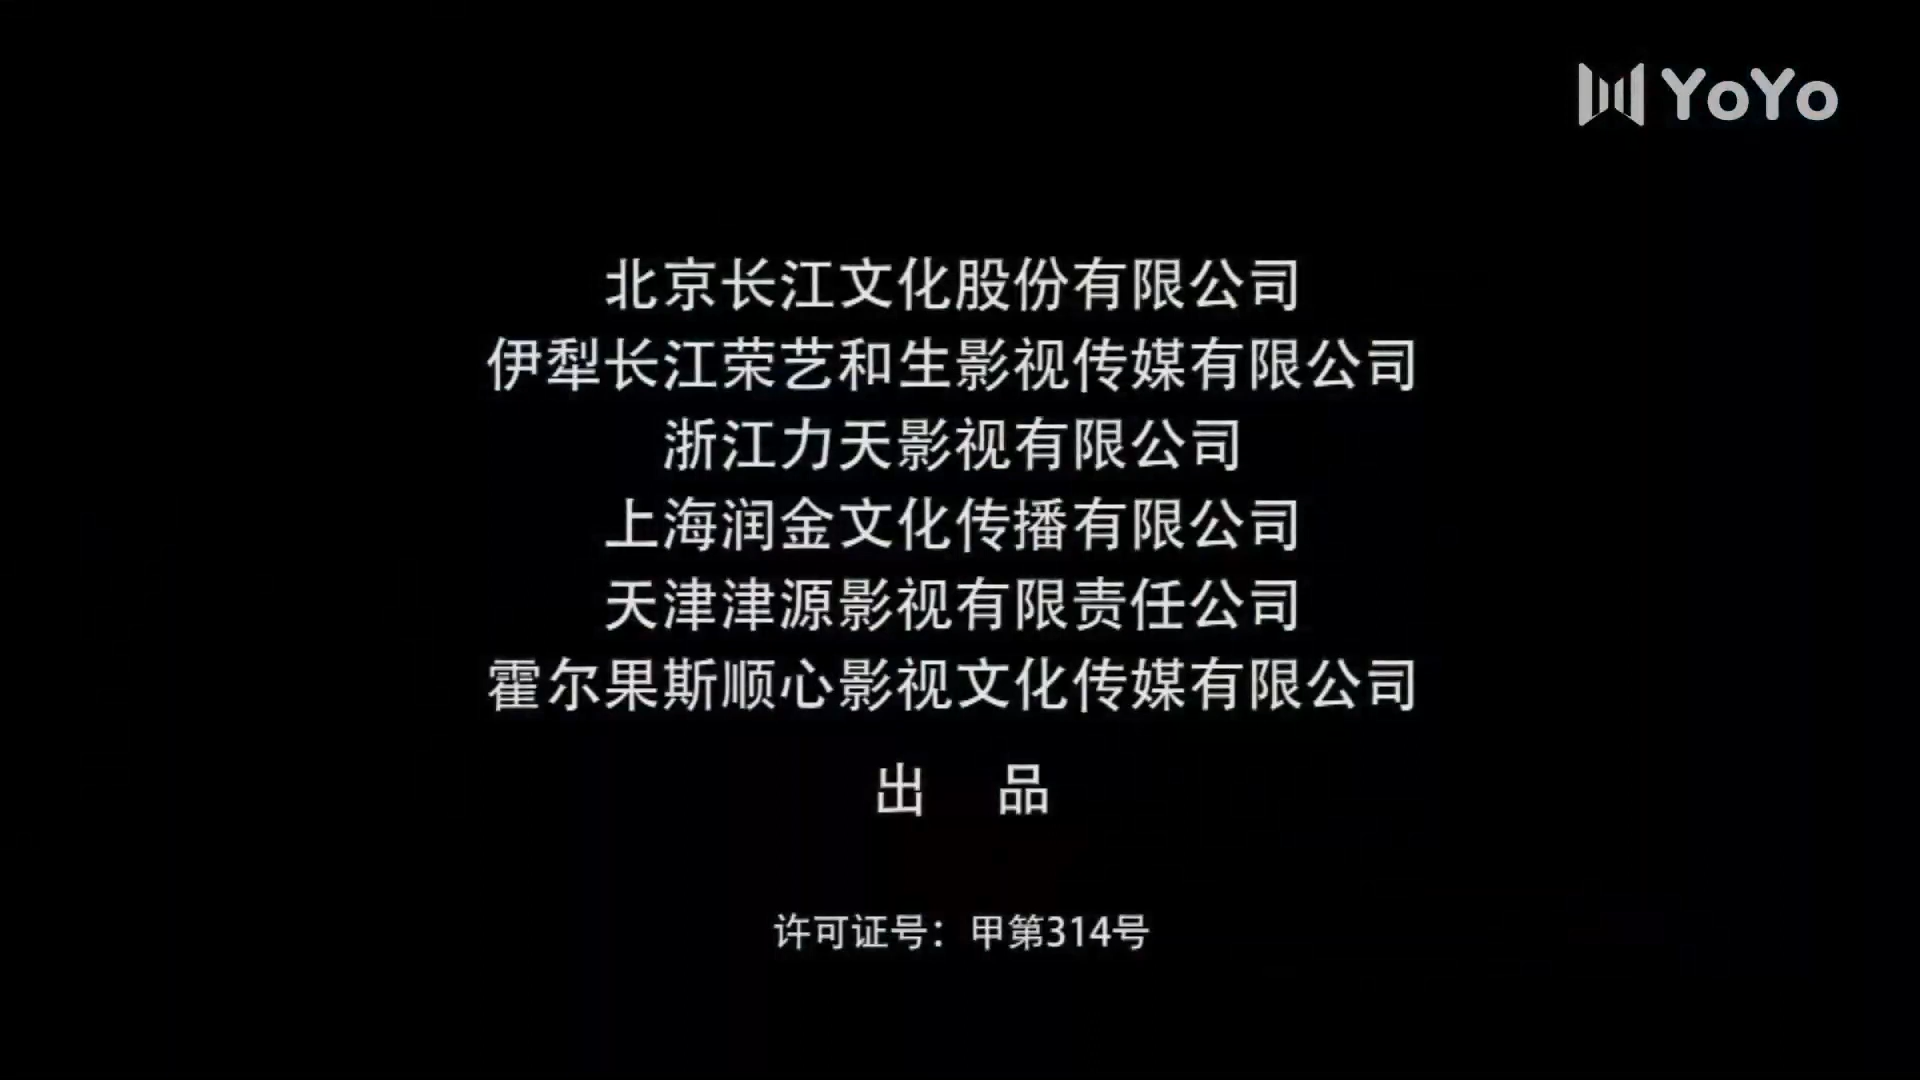 YoYo
北京长江文化股份有限公司
伊犁长江荣艺和生影视传媒有限公司
浙江力天影视有限公司
上海润金文化传播有限公司
天津津源影视有限责任公司
霍尔果斯顺心影视文化传媒有限公司
出 品
许可证号：甲第314号